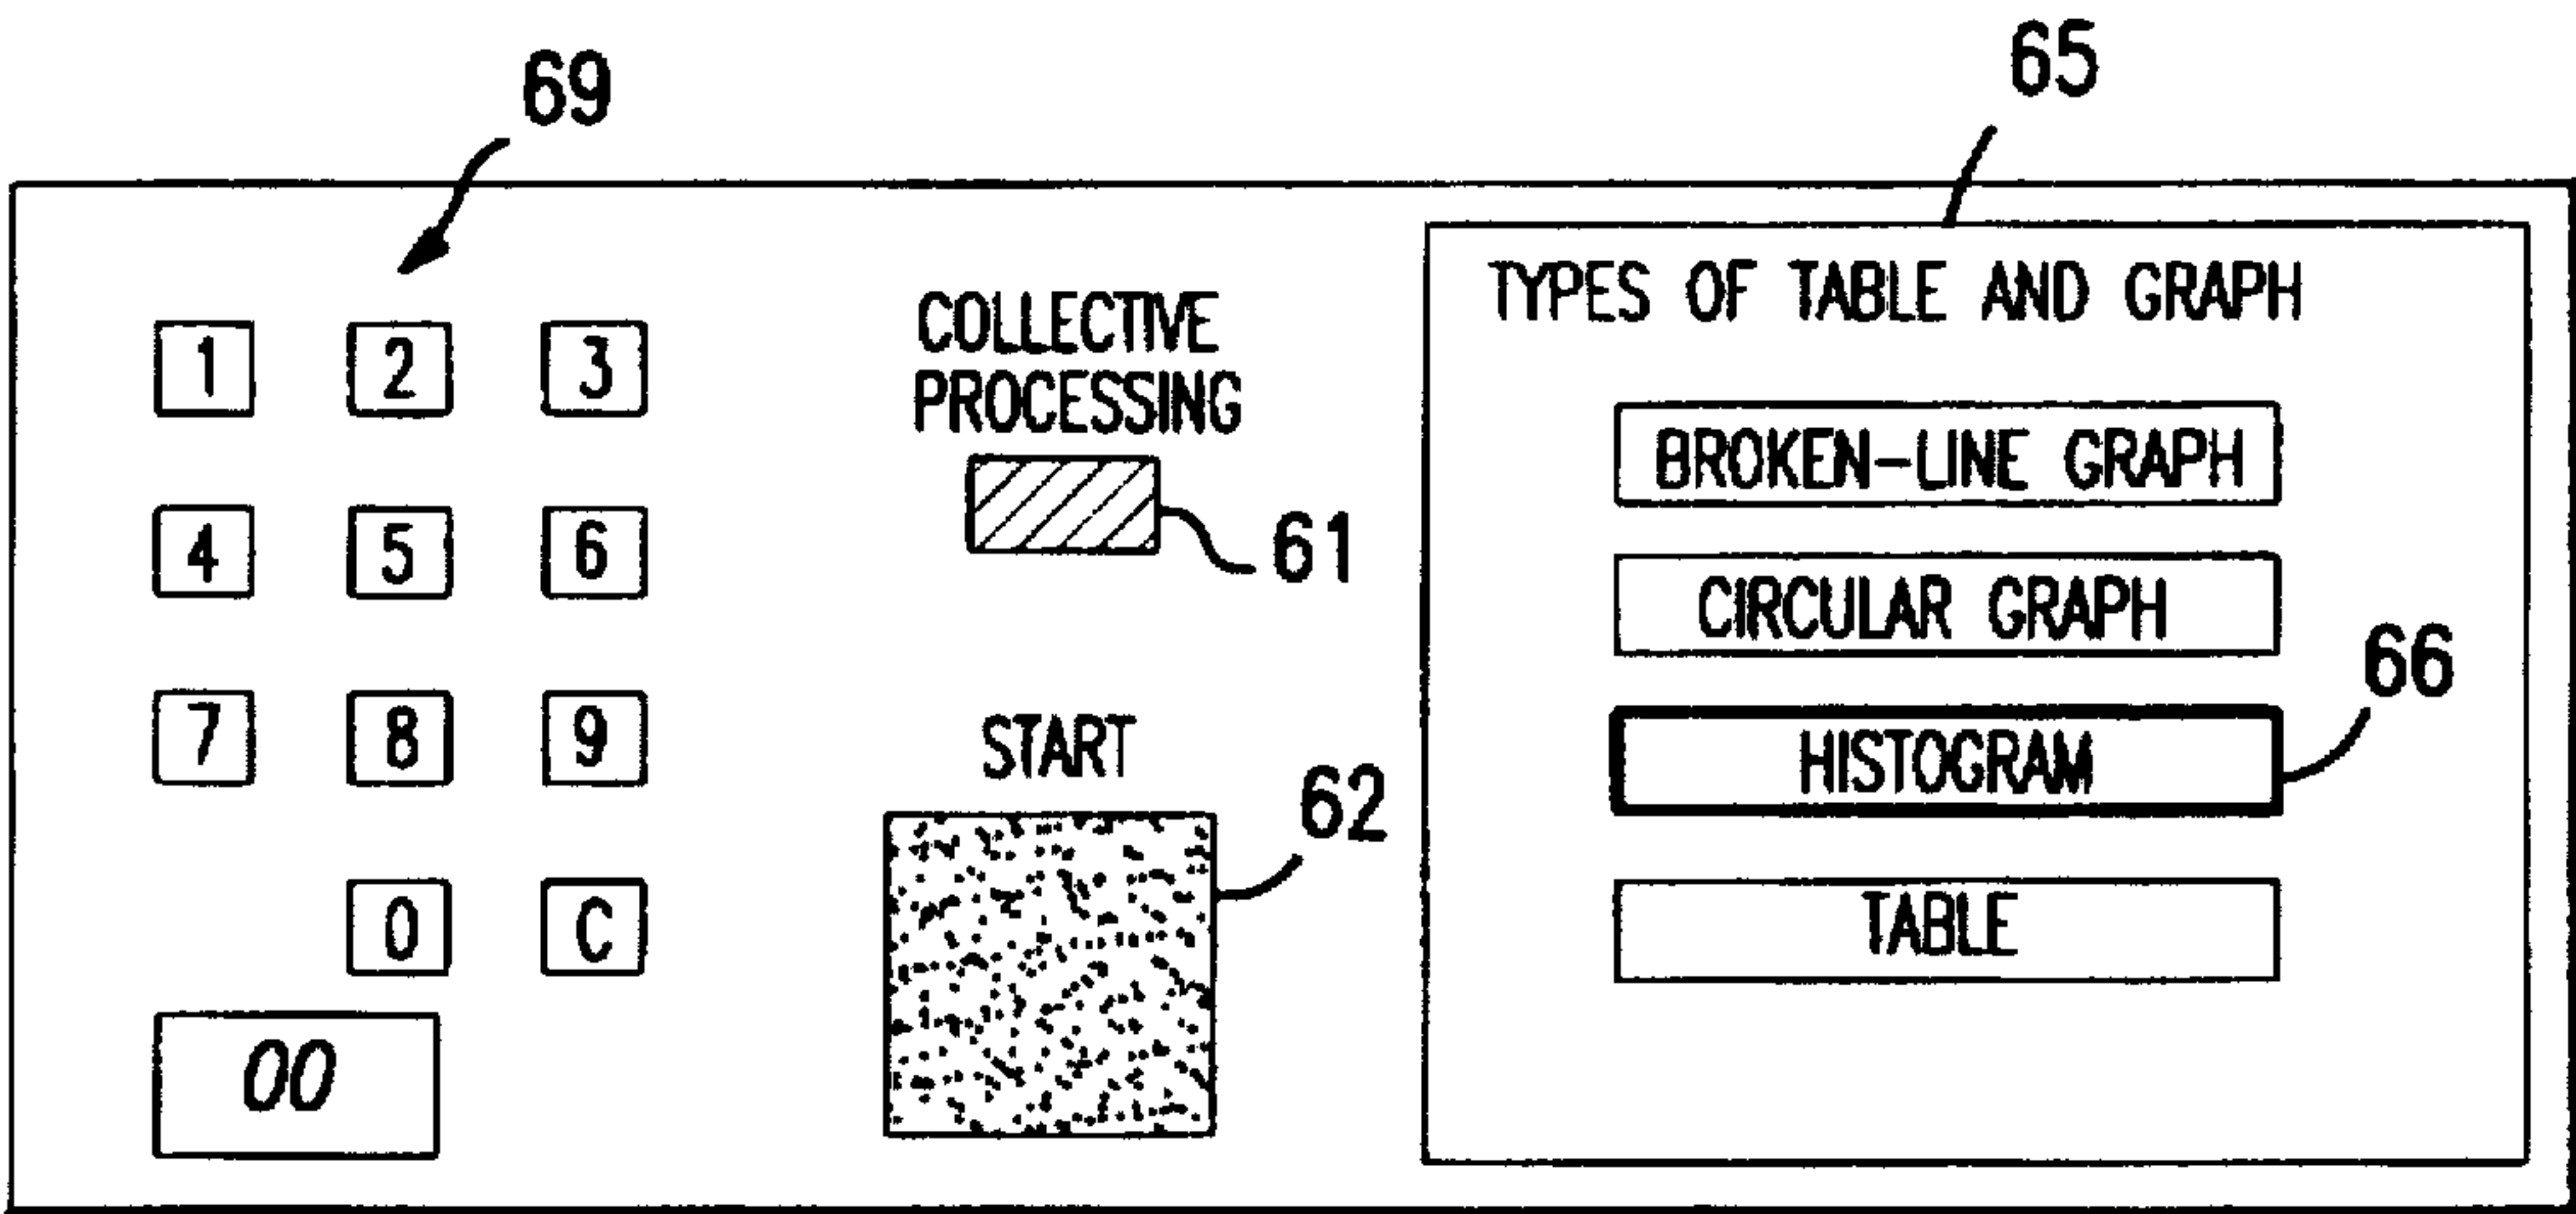 69
65
1 2 3
4 5 6
7 8 9
0 C
00
COLLECTIVE
PROCESSING
61
START
62
TYPES OF TABLE AND GRAPH
BROKEN-LINE GRAPH
CIRCULAR GRAPH
HISTOGRAM
66
TABLE